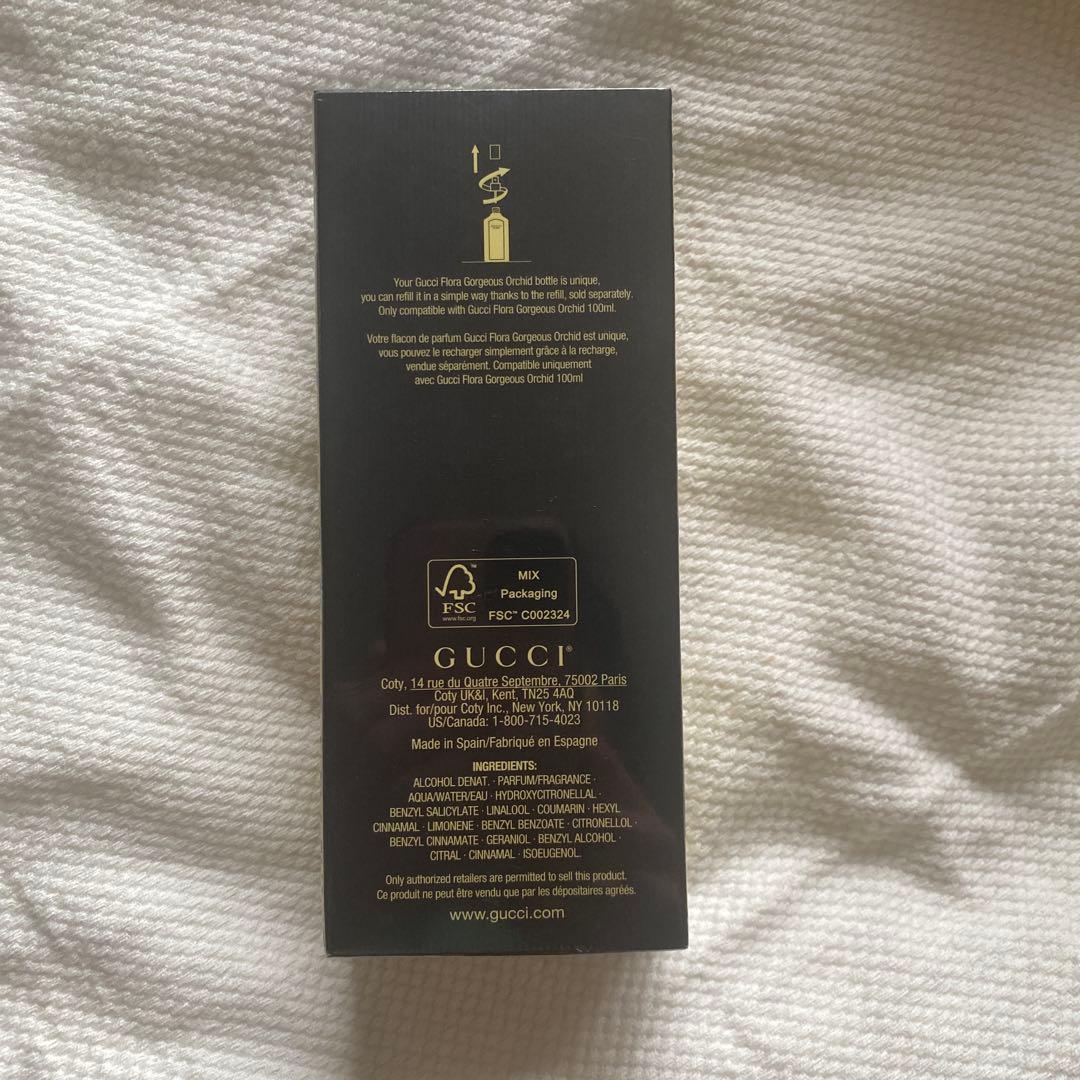 Your Gucci Flora Gorgeous Orchid bottle is unique,
you can refill it in a simple way thanks to the refill, sold separately.
Only compatible with Gucci Flora Gorgeous Orchid 100ml.
Votre flacon de parfum Gucci Flora Gorgeous Orchid est unique,
vous pouvez le recharger simplement grâce à la recharge,
vendue séparément. Compatible uniquement
avec Gucci Flora Gorgeous Orchid 100ml
FSC™
www.fsc.org
MIX
Packaging
FSC™ C002324
GUCCI®
Coty, 14 rue du Quatre Septembre, 75002 Paris
Coty UK&I, Kent, TN25 4AQ
Dist. for/pour Coty Inc., New York, NY 10118
US/Canada: 1-800-715-4023
Made in Spain/Fabriqué en Espagne
INGREDIENTS:
ALCOHOL DENAT. · PARFUM/FRAGRANCE ·
AQUA/WATER/EAU · HYDROXYCITRONELLAL ·
BENZYL SALICYLATE · LINALOOL · COUMARIN · HEXYL
CINNAMAL · LIMONENE · BENZYL BENZOATE · CITRONELLOL ·
BENZYL CINNAMATE · GERANIOL · BENZYL ALCOHOL ·
CITRAL · CINNAMAL · ISOEUGENOL.
Only authorized retailers are permitted to sell this product.
Ce produit ne peut être vendu que par les dépositaires agréés.
www.gucci.com